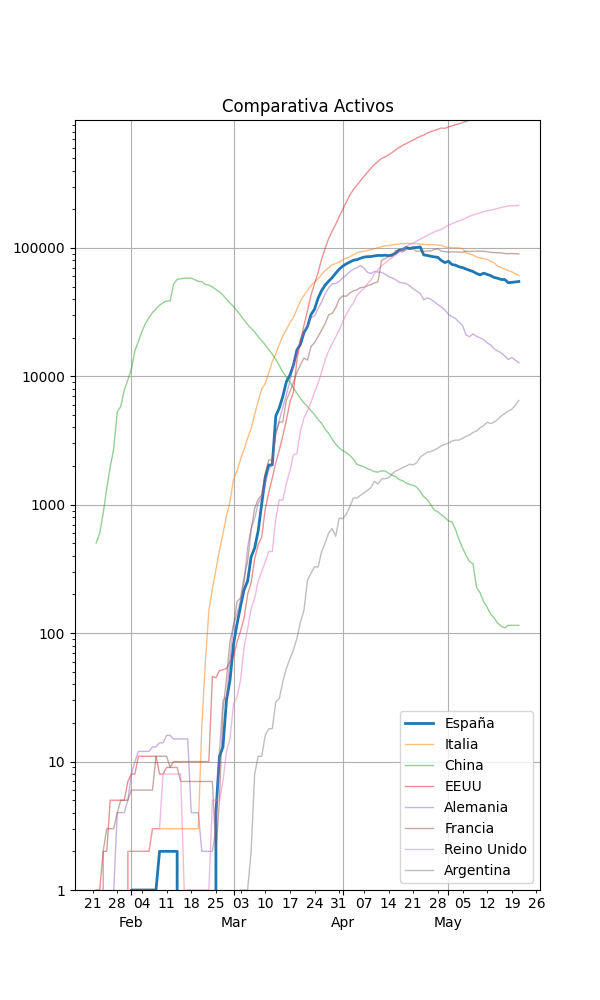 Comparativa Activos
100000
10000
1000
100
10
1
España
Italia
China
EEUU
Alemania
Francia
Reino Unido
Argentina
21 28 04 11 18 25 03 10 17 24 31 07 14 21 28 05 12 19 26
Feb Mar Apr May